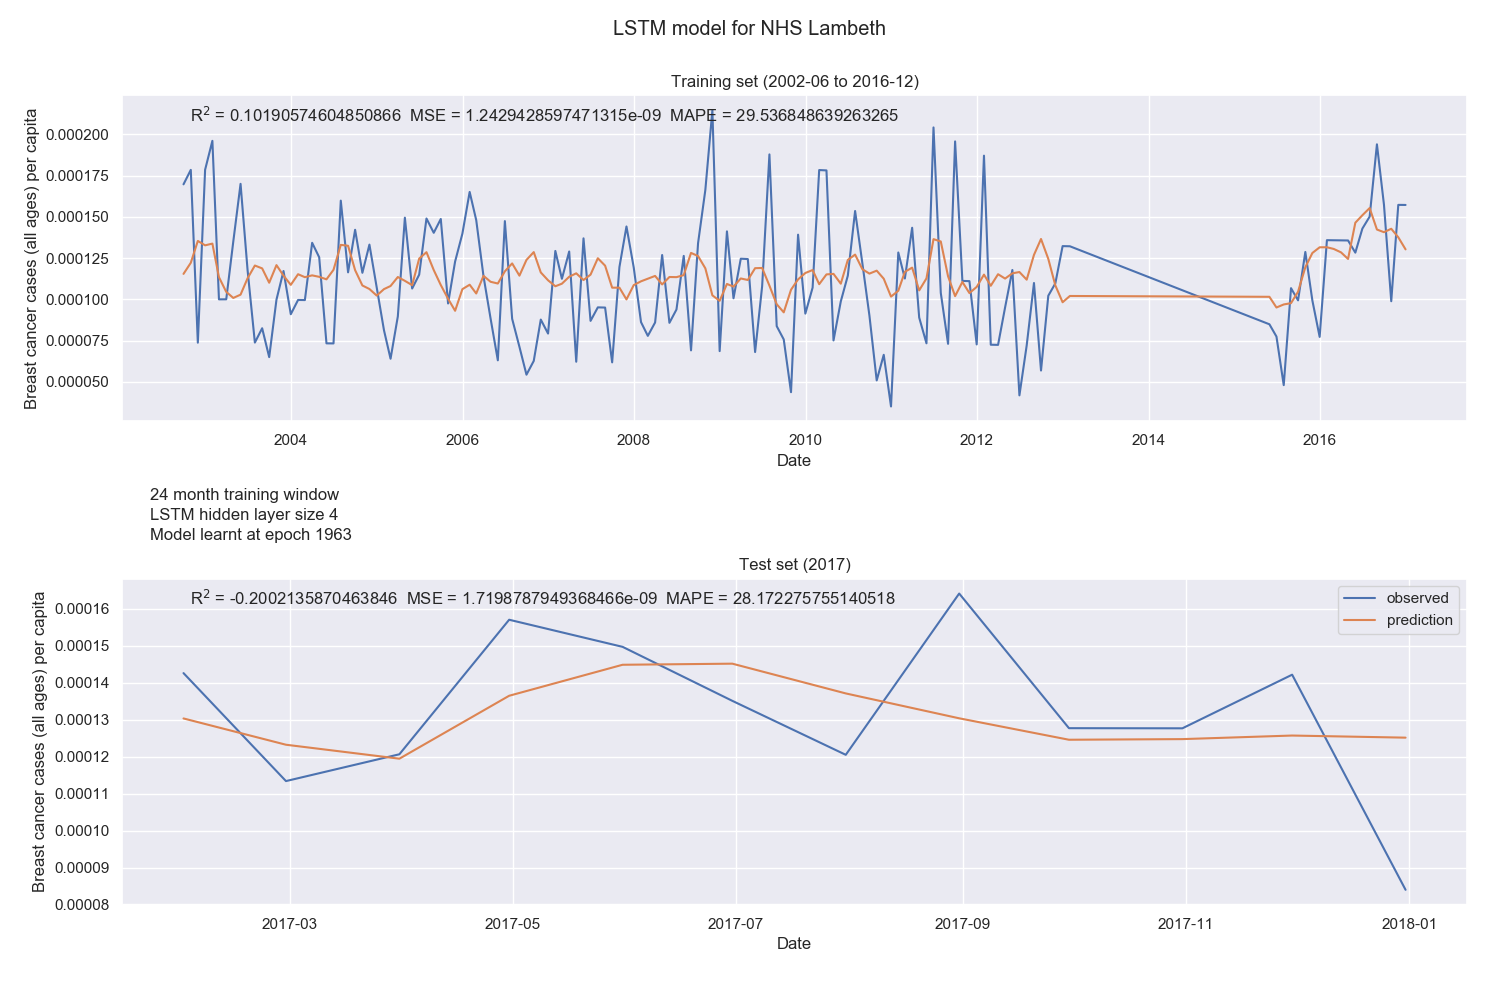 LSTM model for NHS Lambeth
Training set (2002-06 to 2016-12)
R² = 0.10190574604850866 MSE = 1.2429428597471315e-09 MAPE = 29.536848639263265
Breast cancer cases (all ages) per capita
0.000200
0.000175
0.000150
0.000125
0.000100
0.000075
0.000050
2004 2006 2008 2010 2012 2014 2016
Date
24 month training window
LSTM hidden layer size 4
Model learnt at epoch 1963
Test set (2017)
R² = -0.2002135870463846 MSE = 1.7198787949368466e-09 MAPE = 28.172275755140518
observed
prediction
Breast cancer cases (all ages) per capita
0.00016
0.00015
0.00014
0.00013
0.00012
0.00011
0.00010
0.00009
0.00008
2017-03 2017-05 2017-07 2017-09 2017-11 2018-01
Date